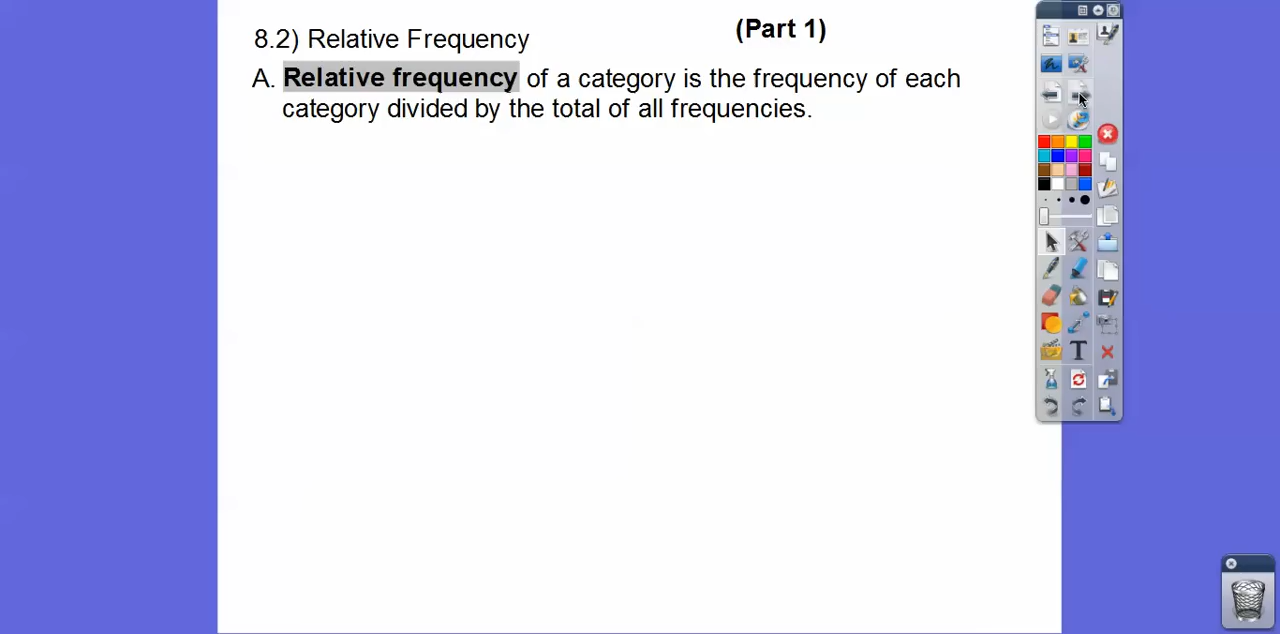 (Part 1)
8.2) Relative Frequency
A. Relative frequency of a category is the frequency of each
category divided by the total of all frequencies.